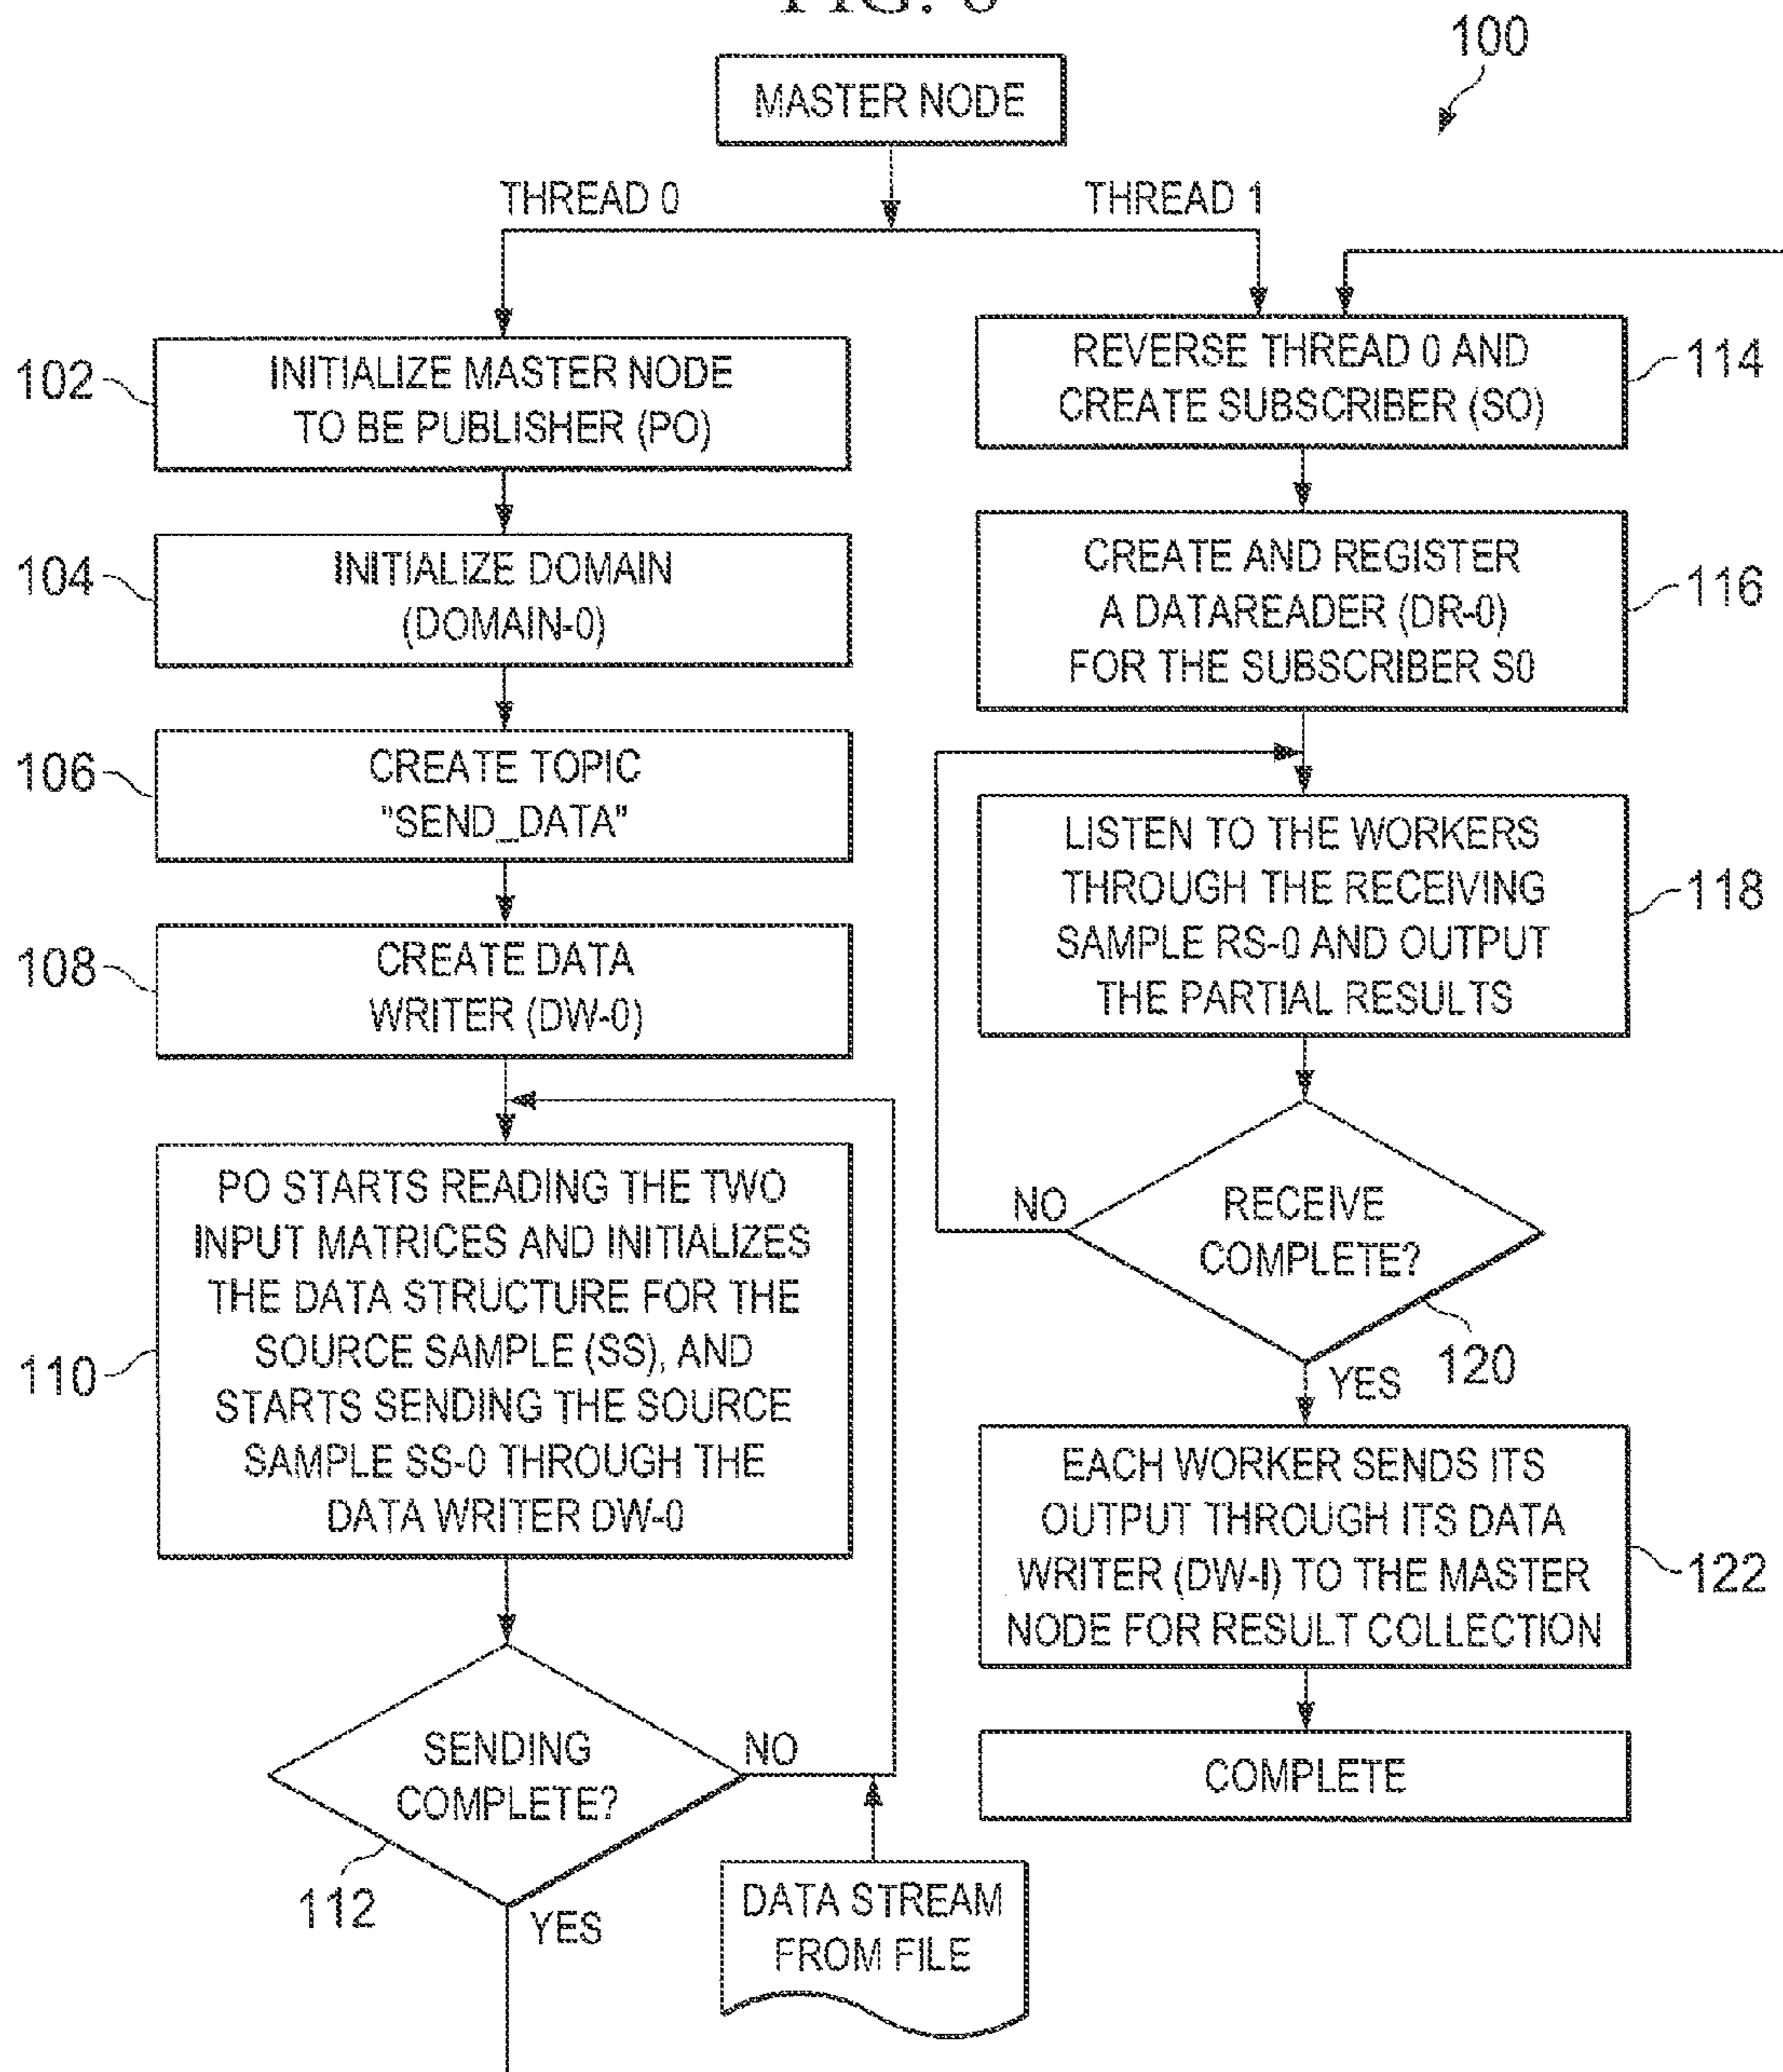 100
MASTER NODE
THREAD 0
THREAD 1
102
INITIALIZE MASTER NODE
TO BE PUBLISHER (PO)
104
INITIALIZE DOMAIN
(DOMAIN-0)
106
CREATE TOPIC
"SEND_DATA"
108
CREATE DATA
WRITER (DW-0)
110
PO STARTS READING THE TWO
INPUT MATRICES AND INITIALIZES
THE DATA STRUCTURE FOR THE
SOURCE SAMPLE (SS), AND
STARTS SENDING THE SOURCE
SAMPLE SS-0 THROUGH THE
DATA WRITER DW-0
SENDING
COMPLETE?
NO
112
YES
DATA STREAM
FROM FILE
REVERSE THREAD 0 AND
CREATE SUBSCRIBER (SO)
114
CREATE AND REGISTER
A DATAREADER (DR-0)
FOR THE SUBSCRIBER S0
116
LISTEN TO THE WORKERS
THROUGH THE RECEIVING
SAMPLE RS-0 AND OUTPUT
THE PARTIAL RESULTS
118
NO
RECEIVE
COMPLETE?
120
YES
EACH WORKER SENDS ITS
OUTPUT THROUGH ITS DATA
WRITER (DW-I) TO THE MASTER
NODE FOR RESULT COLLECTION
122
COMPLETE